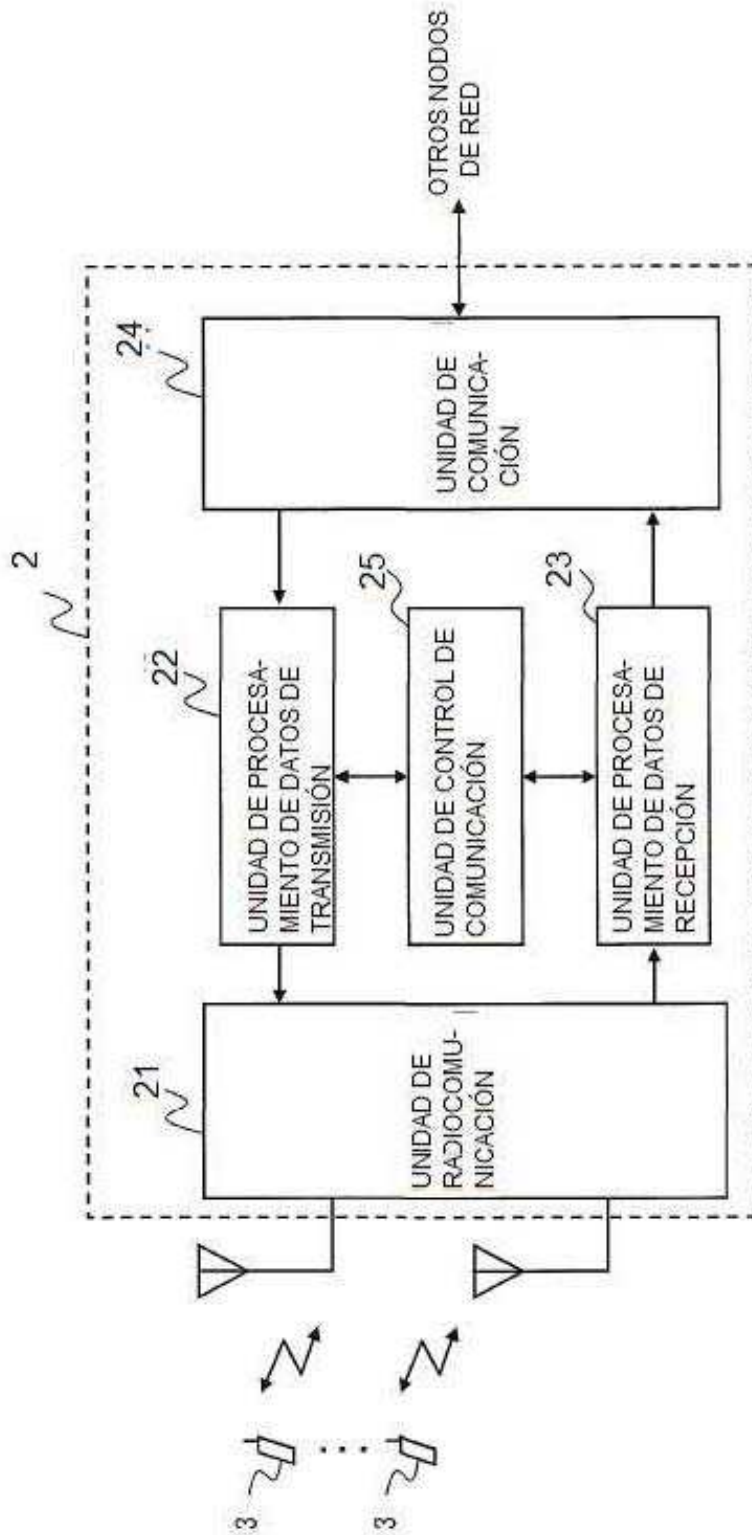 2
21
UNIDAD DE
RADIOCOMU-
NICACIÓN
22
UNIDAD DE PROCESA-
MIENTO DE DATOS DE
TRANSMISIÓN
25
UNIDAD DE CONTROL DE
COMUNICACIÓN
23
UNIDAD DE PROCESA-
MIENTO DE DATOS DE
RECEPCIÓN
24
UNIDAD DE
COMUNICA-
CIÓN
OTROS NODOS
DE RED
3
3